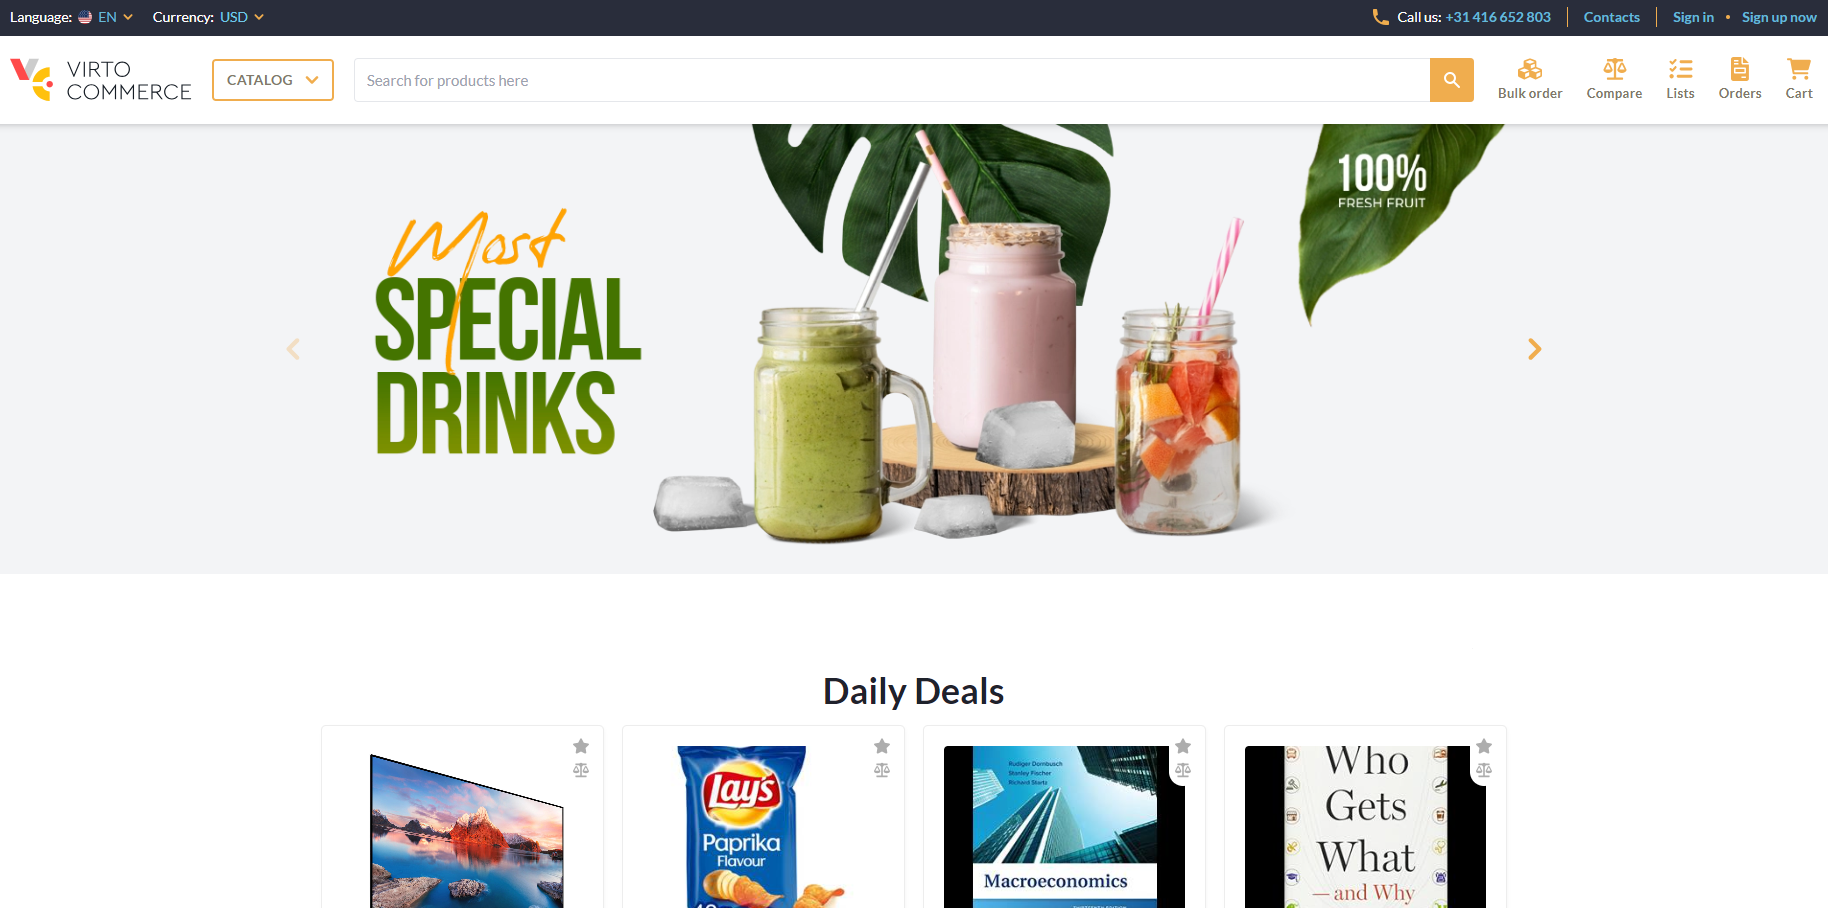 Language: EN Currency: USD Call us: +31 416 652 803 Contacts Sign in • Sign up now
VIRTO
COMMERCE
CATALOG
Search for products here
Bulk order Compare Lists Orders Cart
100%
FRESH FRUIT
Most
SPECIAL
DRINKS
Daily Deals
Lay's
Paprika
Flavour
Rudiger Dornbusch
Stanley Fischer
Richard Startz
Macroeconomics
Who
Gets
What
— and Why